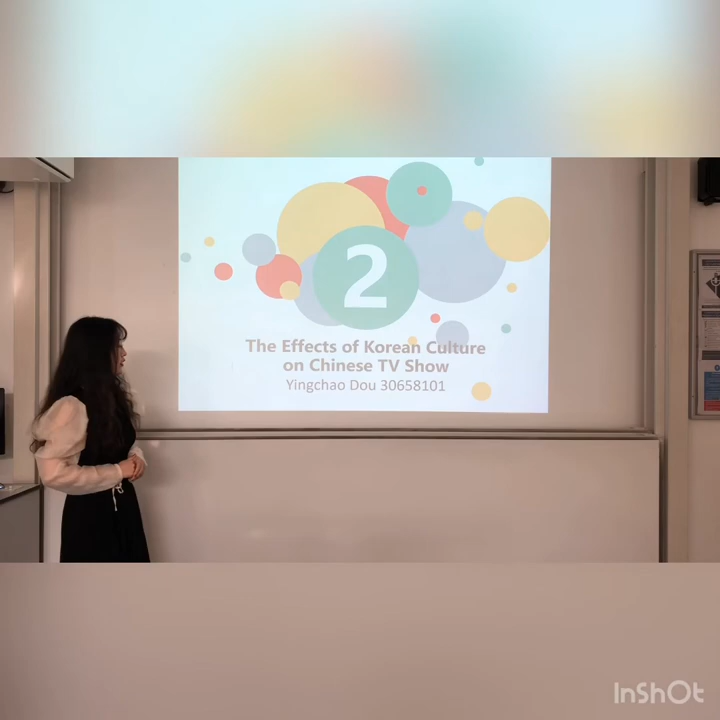 2
The Effects of Korean Culture
on Chinese TV Show
Yingchao Dou 30658101
InShOt